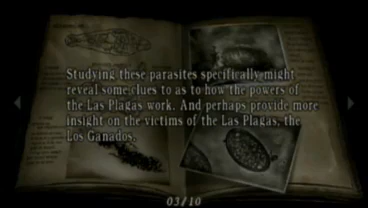 Studying these parasites specifically might
reveal some clues to as to how the powers of
the Las Plagas work. And perhaps provide more
insight on the victims of the Las Plagas, the
Los Ganados.
03/10